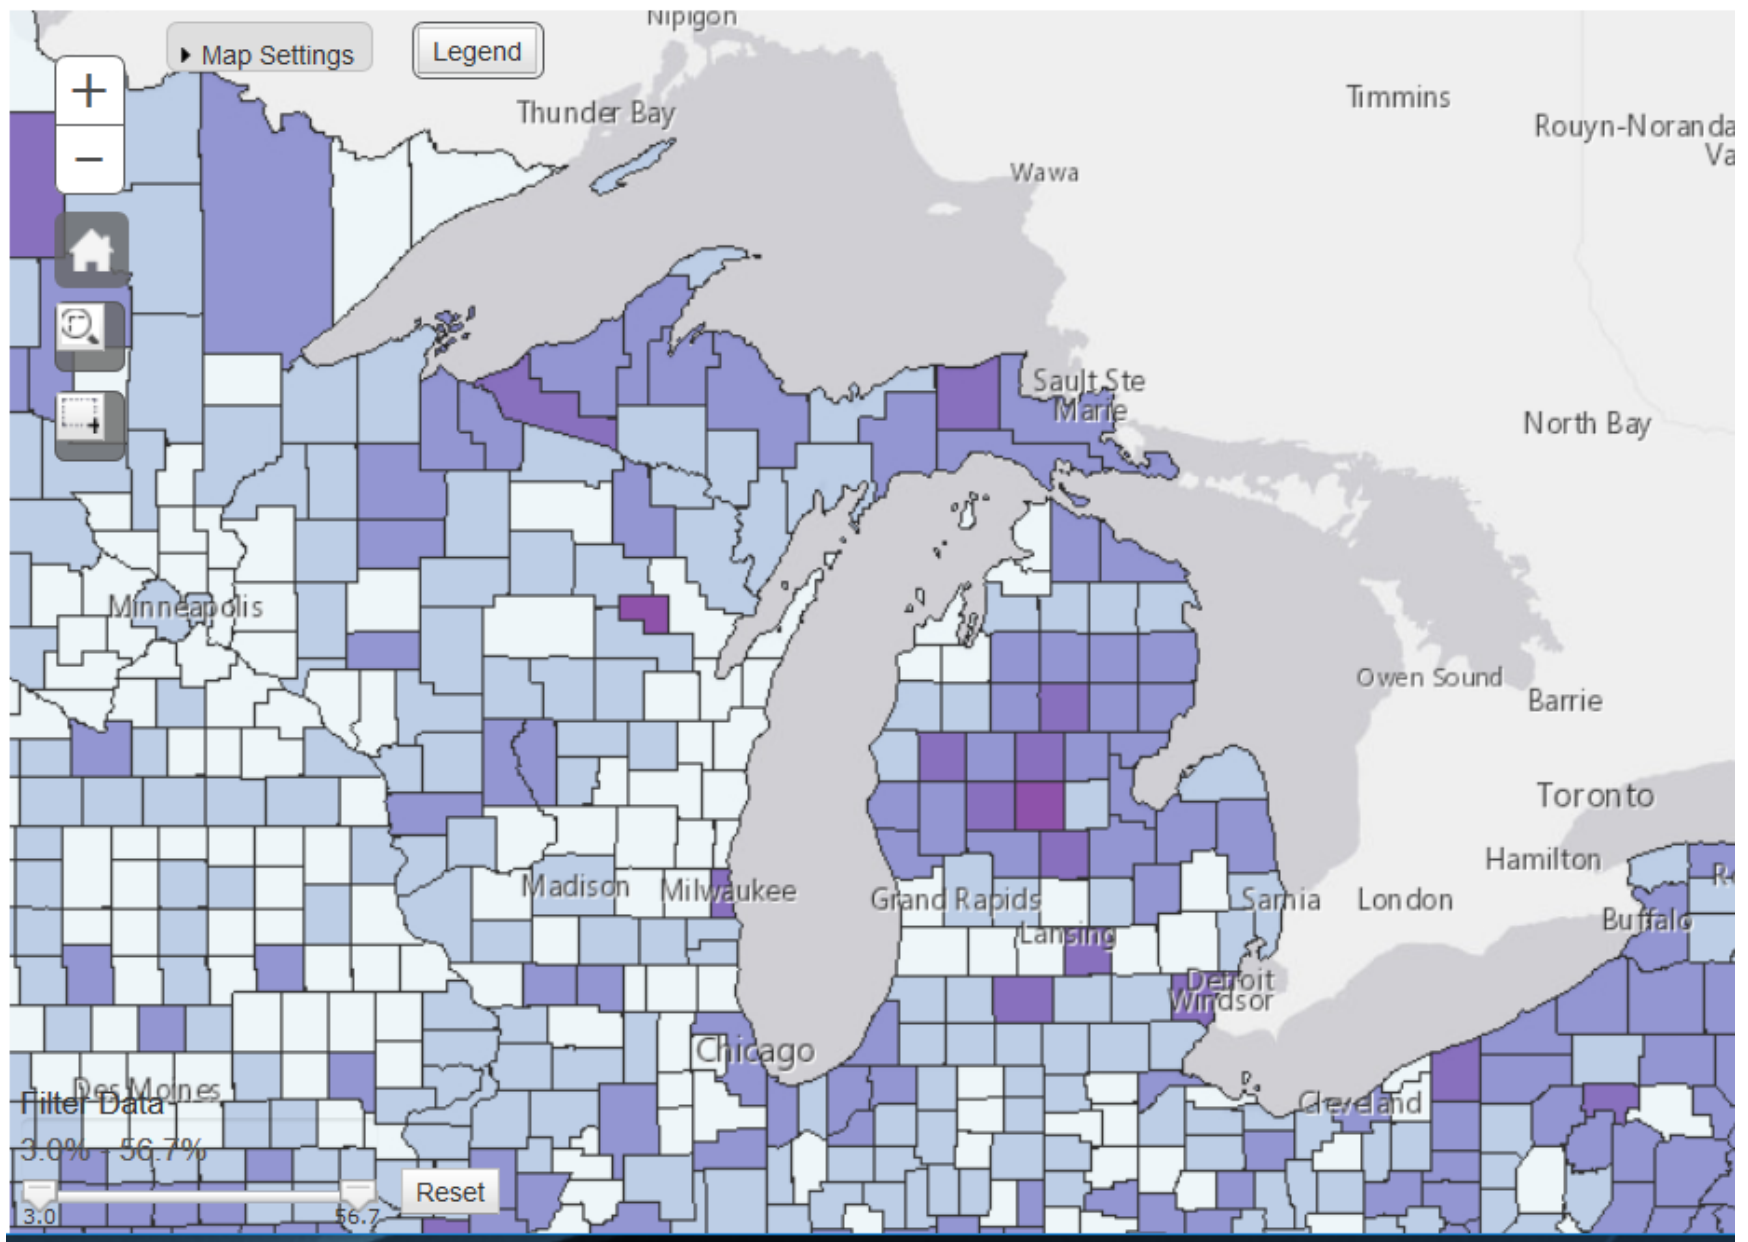 Nipigon
Map Settings
Legend
+
Timmins
Thunder Bay
Rouyn-Noranda
Va
−
Wawa
Sault Ste
Marie
North Bay
Minneapolis
Owen Sound
Barrie
Toronto
Hamilton
Madison
Milwaukee
Grand Rapids
Sarnia
London
Buffalo
Lansing
Detroit
Windsor
Chicago
Des Moines
Filter Data
Cleveland
3.0% - 56.7%
Reset
3.0
56.7